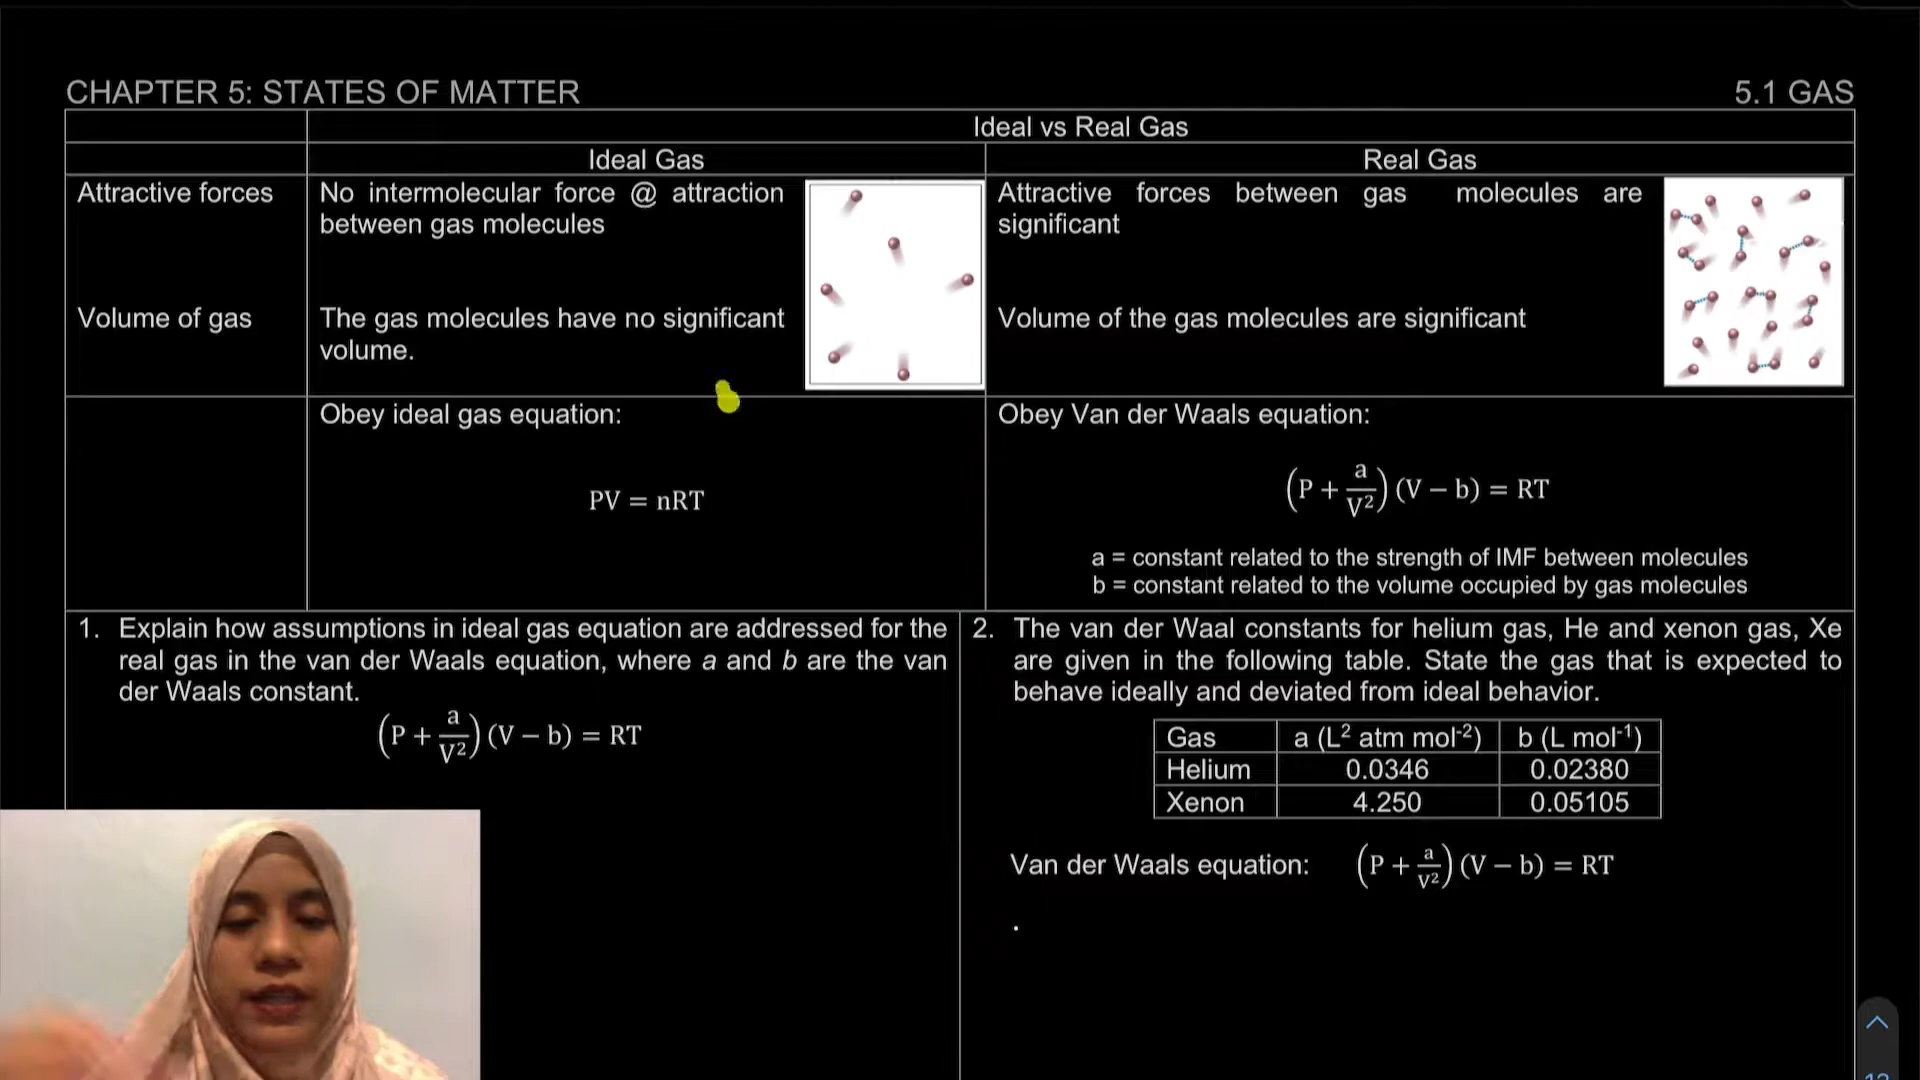 CHAPTER 5: STATES OF MATTER
5.1 GAS
Ideal vs Real Gas
Ideal Gas
Real Gas
Attractive forces
No intermolecular force @ attraction
between gas molecules
Attractive forces between gas molecules are
significant
Volume of gas
The gas molecules have no significant
volume.
Volume of the gas molecules are significant
Obey ideal gas equation:
PV = nRT
Obey Van der Waals equation:
(P + a/V²) (V – b) = RT
a = constant related to the strength of IMF between molecules
b = constant related to the volume occupied by gas molecules
1. Explain how assumptions in ideal gas equation are addressed for the
real gas in the van der Waals equation, where a and b are the van
der Waals constant.
(P + a/V²) (V – b) = RT
2. The van der Waal constants for helium gas, He and xenon gas, Xe
are given in the following table. State the gas that is expected to
behave ideally and deviated from ideal behavior.
Gas a (L² atm mol⁻²) b (L mol⁻¹)
Helium 0.0346 0.02380
Xenon 4.250 0.05105
Van der Waals equation: (P + a/V²) (V – b) = RT